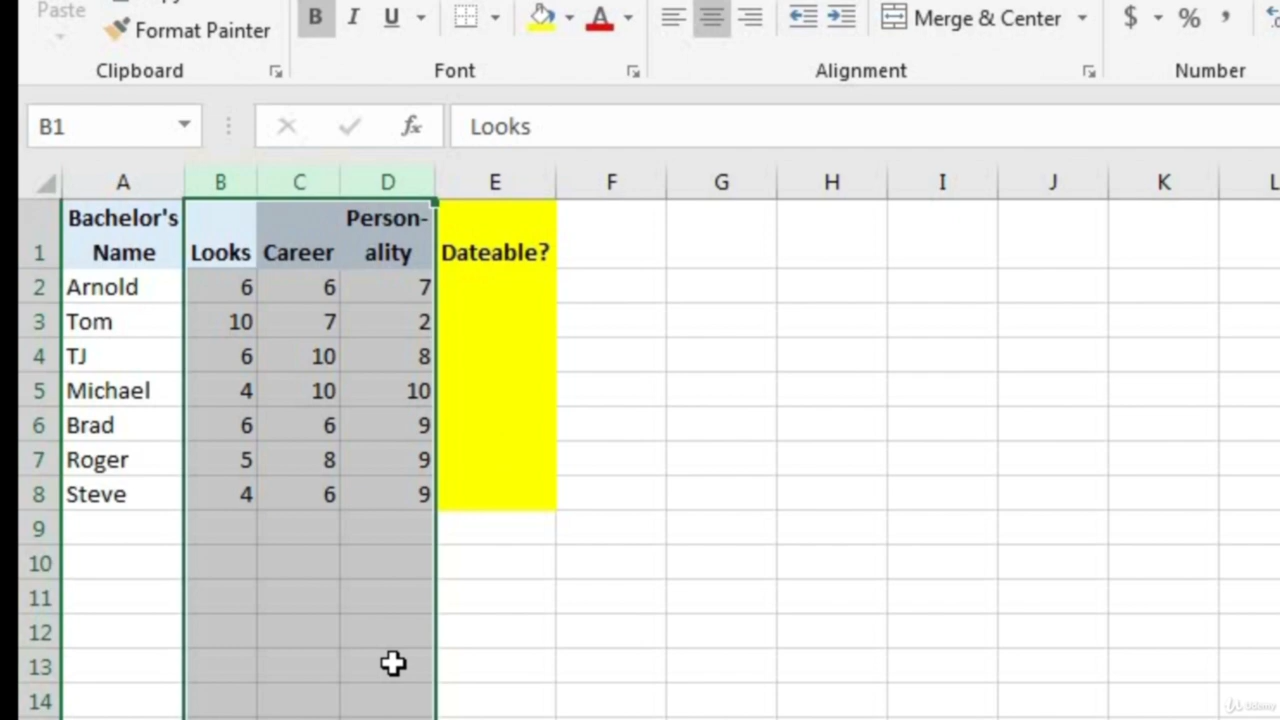 Paste
Format Painter
B I U A
Merge & Center
$ % ,
Clipboard
Font
Alignment
Number
B1
fx
Looks
A B C D E F G H I J K L
1 Bachelor's Name Looks Career Person-ality Dateable?
2 Arnold 6 6 7
3 Tom 10 7 2
4 TJ 6 10 8
5 Michael 4 10 10
6 Brad 6 6 9
7 Roger 5 8 9
8 Steve 4 6 9
9
10
11
12
13
14
Udemy